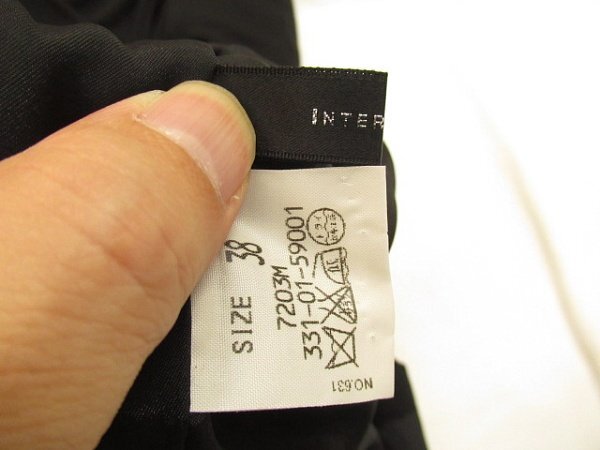 INTER
SIZE 38
7203M
331-01-59001
NO.631